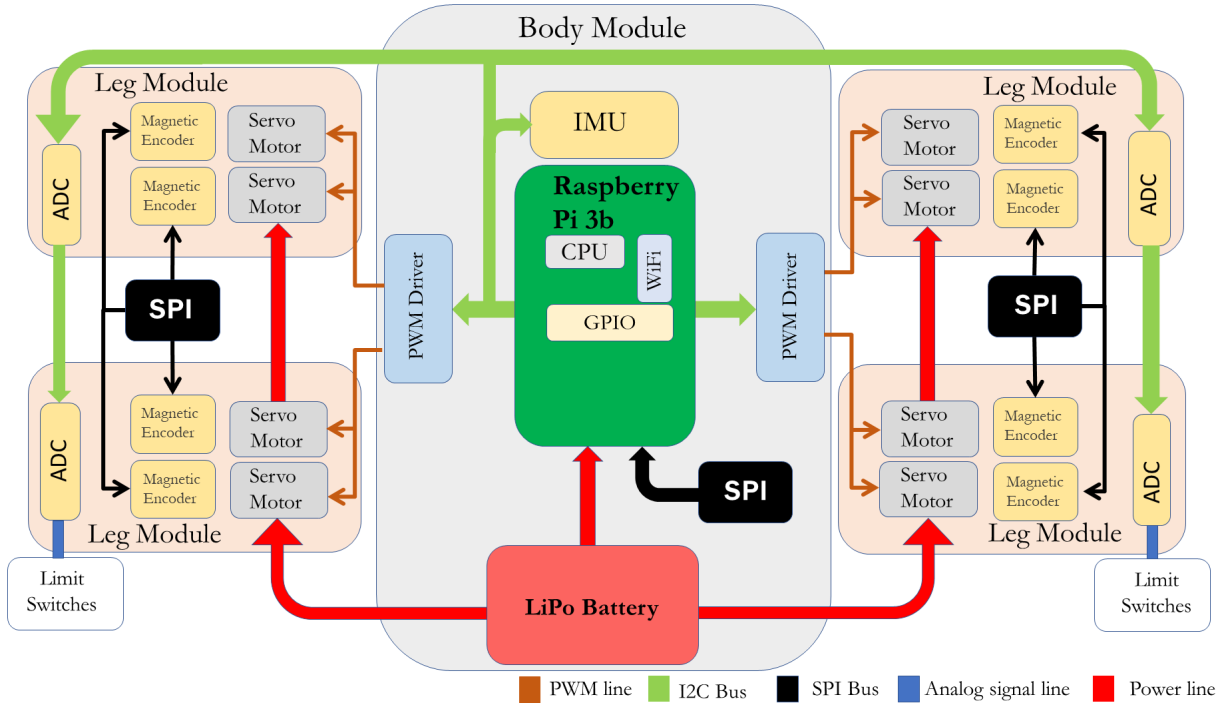 Body Module
Leg Module
Magnetic
Encoder
Servo
Motor
Magnetic
Encoder
Servo
Motor
ADC
SPI
ADC
Servo
Motor
Magnetic
Encoder
Servo
Motor
Magnetic
Encoder
Leg Module
Limit
Switches
IMU
Raspberry
Pi 3b
CPU
WiFi
GPIO
PWM Driver
PWM Driver
SPI
LiPo Battery
Leg Module
Servo
Motor
Magnetic
Encoder
Servo
Motor
Magnetic
Encoder
ADC
SPI
Servo
Motor
Magnetic
Encoder
Servo
Motor
Magnetic
Encoder
ADC
Leg Module
Limit
Switches
PWM line
I2C Bus
SPI Bus
Analog signal line
Power line